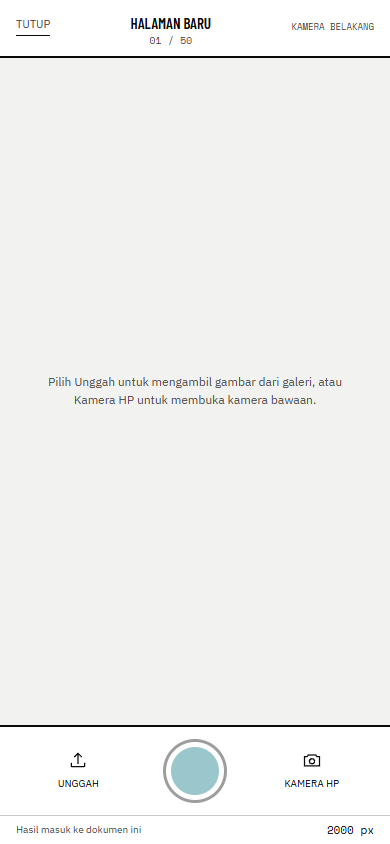 TUTUP
HALAMAN BARU
01 / 50
KAMERA BELAKANG
Pilih Unggah untuk mengambil gambar dari galeri, atau
Kamera HP untuk membuka kamera bawaan.
UNGGAH
KAMERA HP
Hasil masuk ke dokumen ini
2000 px